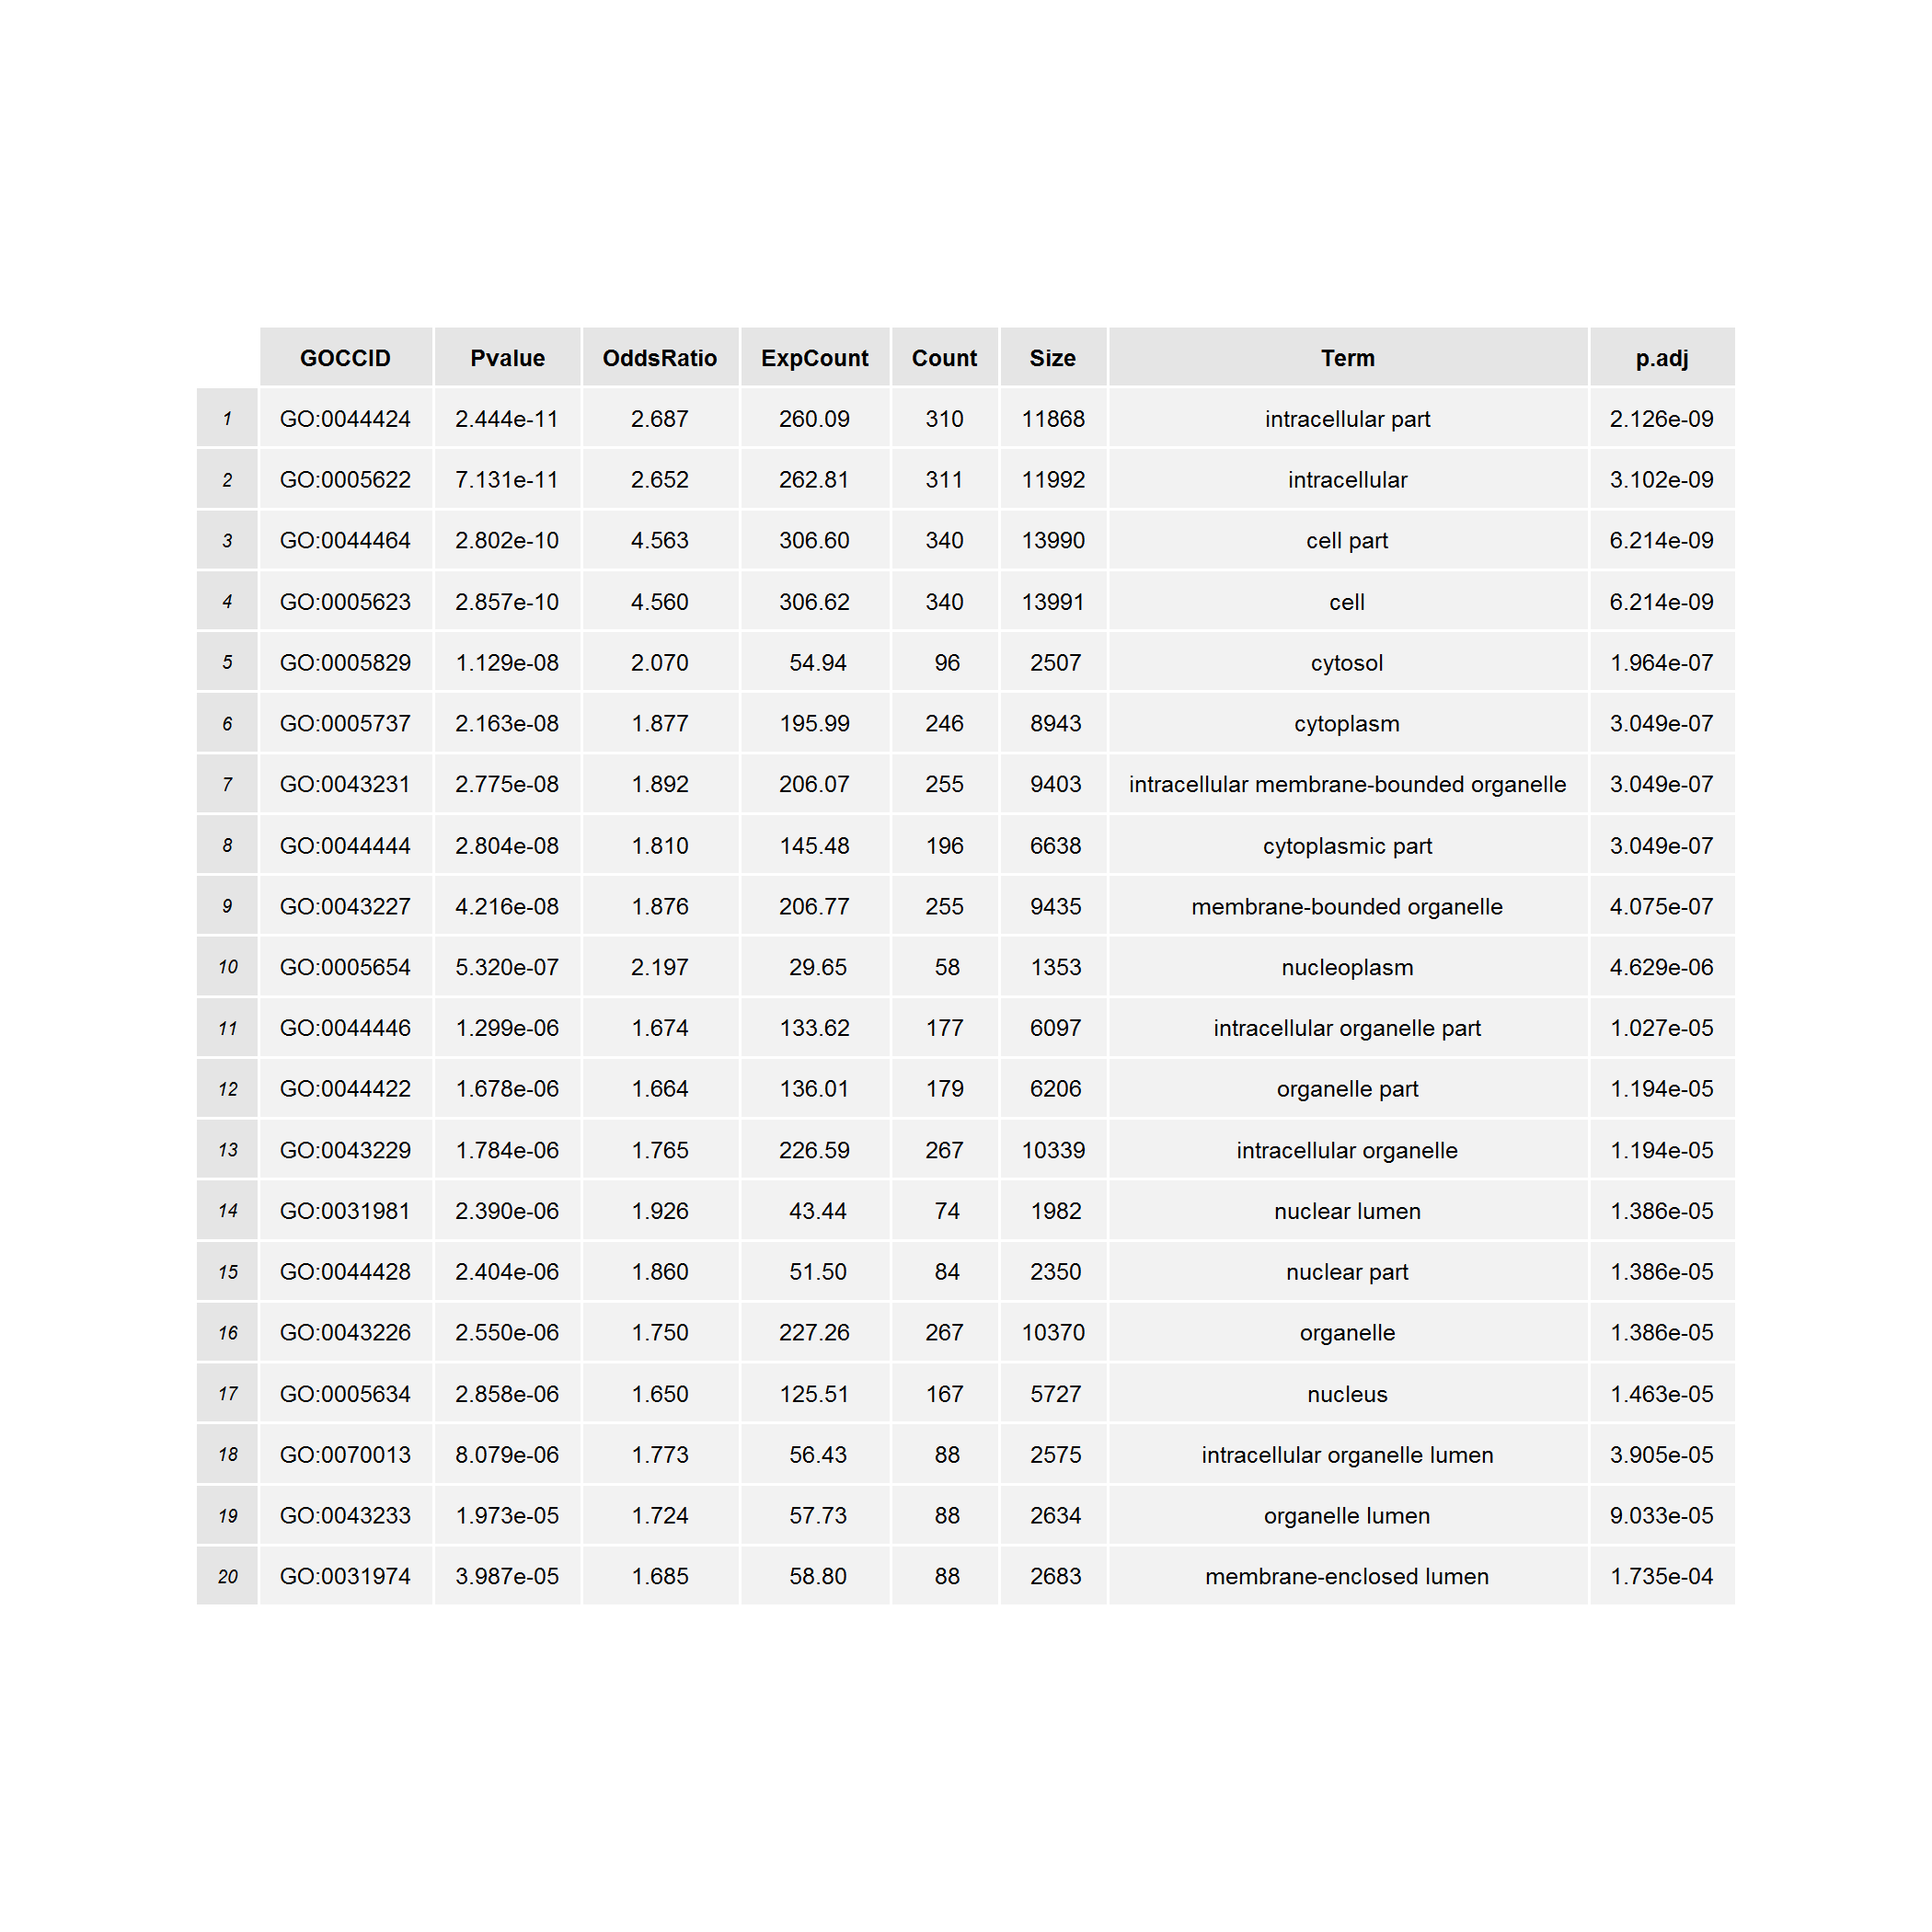 GOCCID Pvalue OddsRatio ExpCount Count Size Term p.adj
1 GO:0044424 2.444e-11 2.687 260.09 310 11868 intracellular part 2.126e-09
2 GO:0005622 7.131e-11 2.652 262.81 311 11992 intracellular 3.102e-09
3 GO:0044464 2.802e-10 4.563 306.60 340 13990 cell part 6.214e-09
4 GO:0005623 2.857e-10 4.560 306.62 340 13991 cell 6.214e-09
5 GO:0005829 1.129e-08 2.070 54.94 96 2507 cytosol 1.964e-07
6 GO:0005737 2.163e-08 1.877 195.99 246 8943 cytoplasm 3.049e-07
7 GO:0043231 2.775e-08 1.892 206.07 255 9403 intracellular membrane-bounded organelle 3.049e-07
8 GO:0044444 2.804e-08 1.810 145.48 196 6638 cytoplasmic part 3.049e-07
9 GO:0043227 4.216e-08 1.876 206.77 255 9435 membrane-bounded organelle 4.075e-07
10 GO:0005654 5.320e-07 2.197 29.65 58 1353 nucleoplasm 4.629e-06
11 GO:0044446 1.299e-06 1.674 133.62 177 6097 intracellular organelle part 1.027e-05
12 GO:0044422 1.678e-06 1.664 136.01 179 6206 organelle part 1.194e-05
13 GO:0043229 1.784e-06 1.765 226.59 267 10339 intracellular organelle 1.194e-05
14 GO:0031981 2.390e-06 1.926 43.44 74 1982 nuclear lumen 1.386e-05
15 GO:0044428 2.404e-06 1.860 51.50 84 2350 nuclear part 1.386e-05
16 GO:0043226 2.550e-06 1.750 227.26 267 10370 organelle 1.386e-05
17 GO:0005634 2.858e-06 1.650 125.51 167 5727 nucleus 1.463e-05
18 GO:0070013 8.079e-06 1.773 56.43 88 2575 intracellular organelle lumen 3.905e-05
19 GO:0043233 1.973e-05 1.724 57.73 88 2634 organelle lumen 9.033e-05
20 GO:0031974 3.987e-05 1.685 58.80 88 2683 membrane-enclosed lumen 1.735e-04